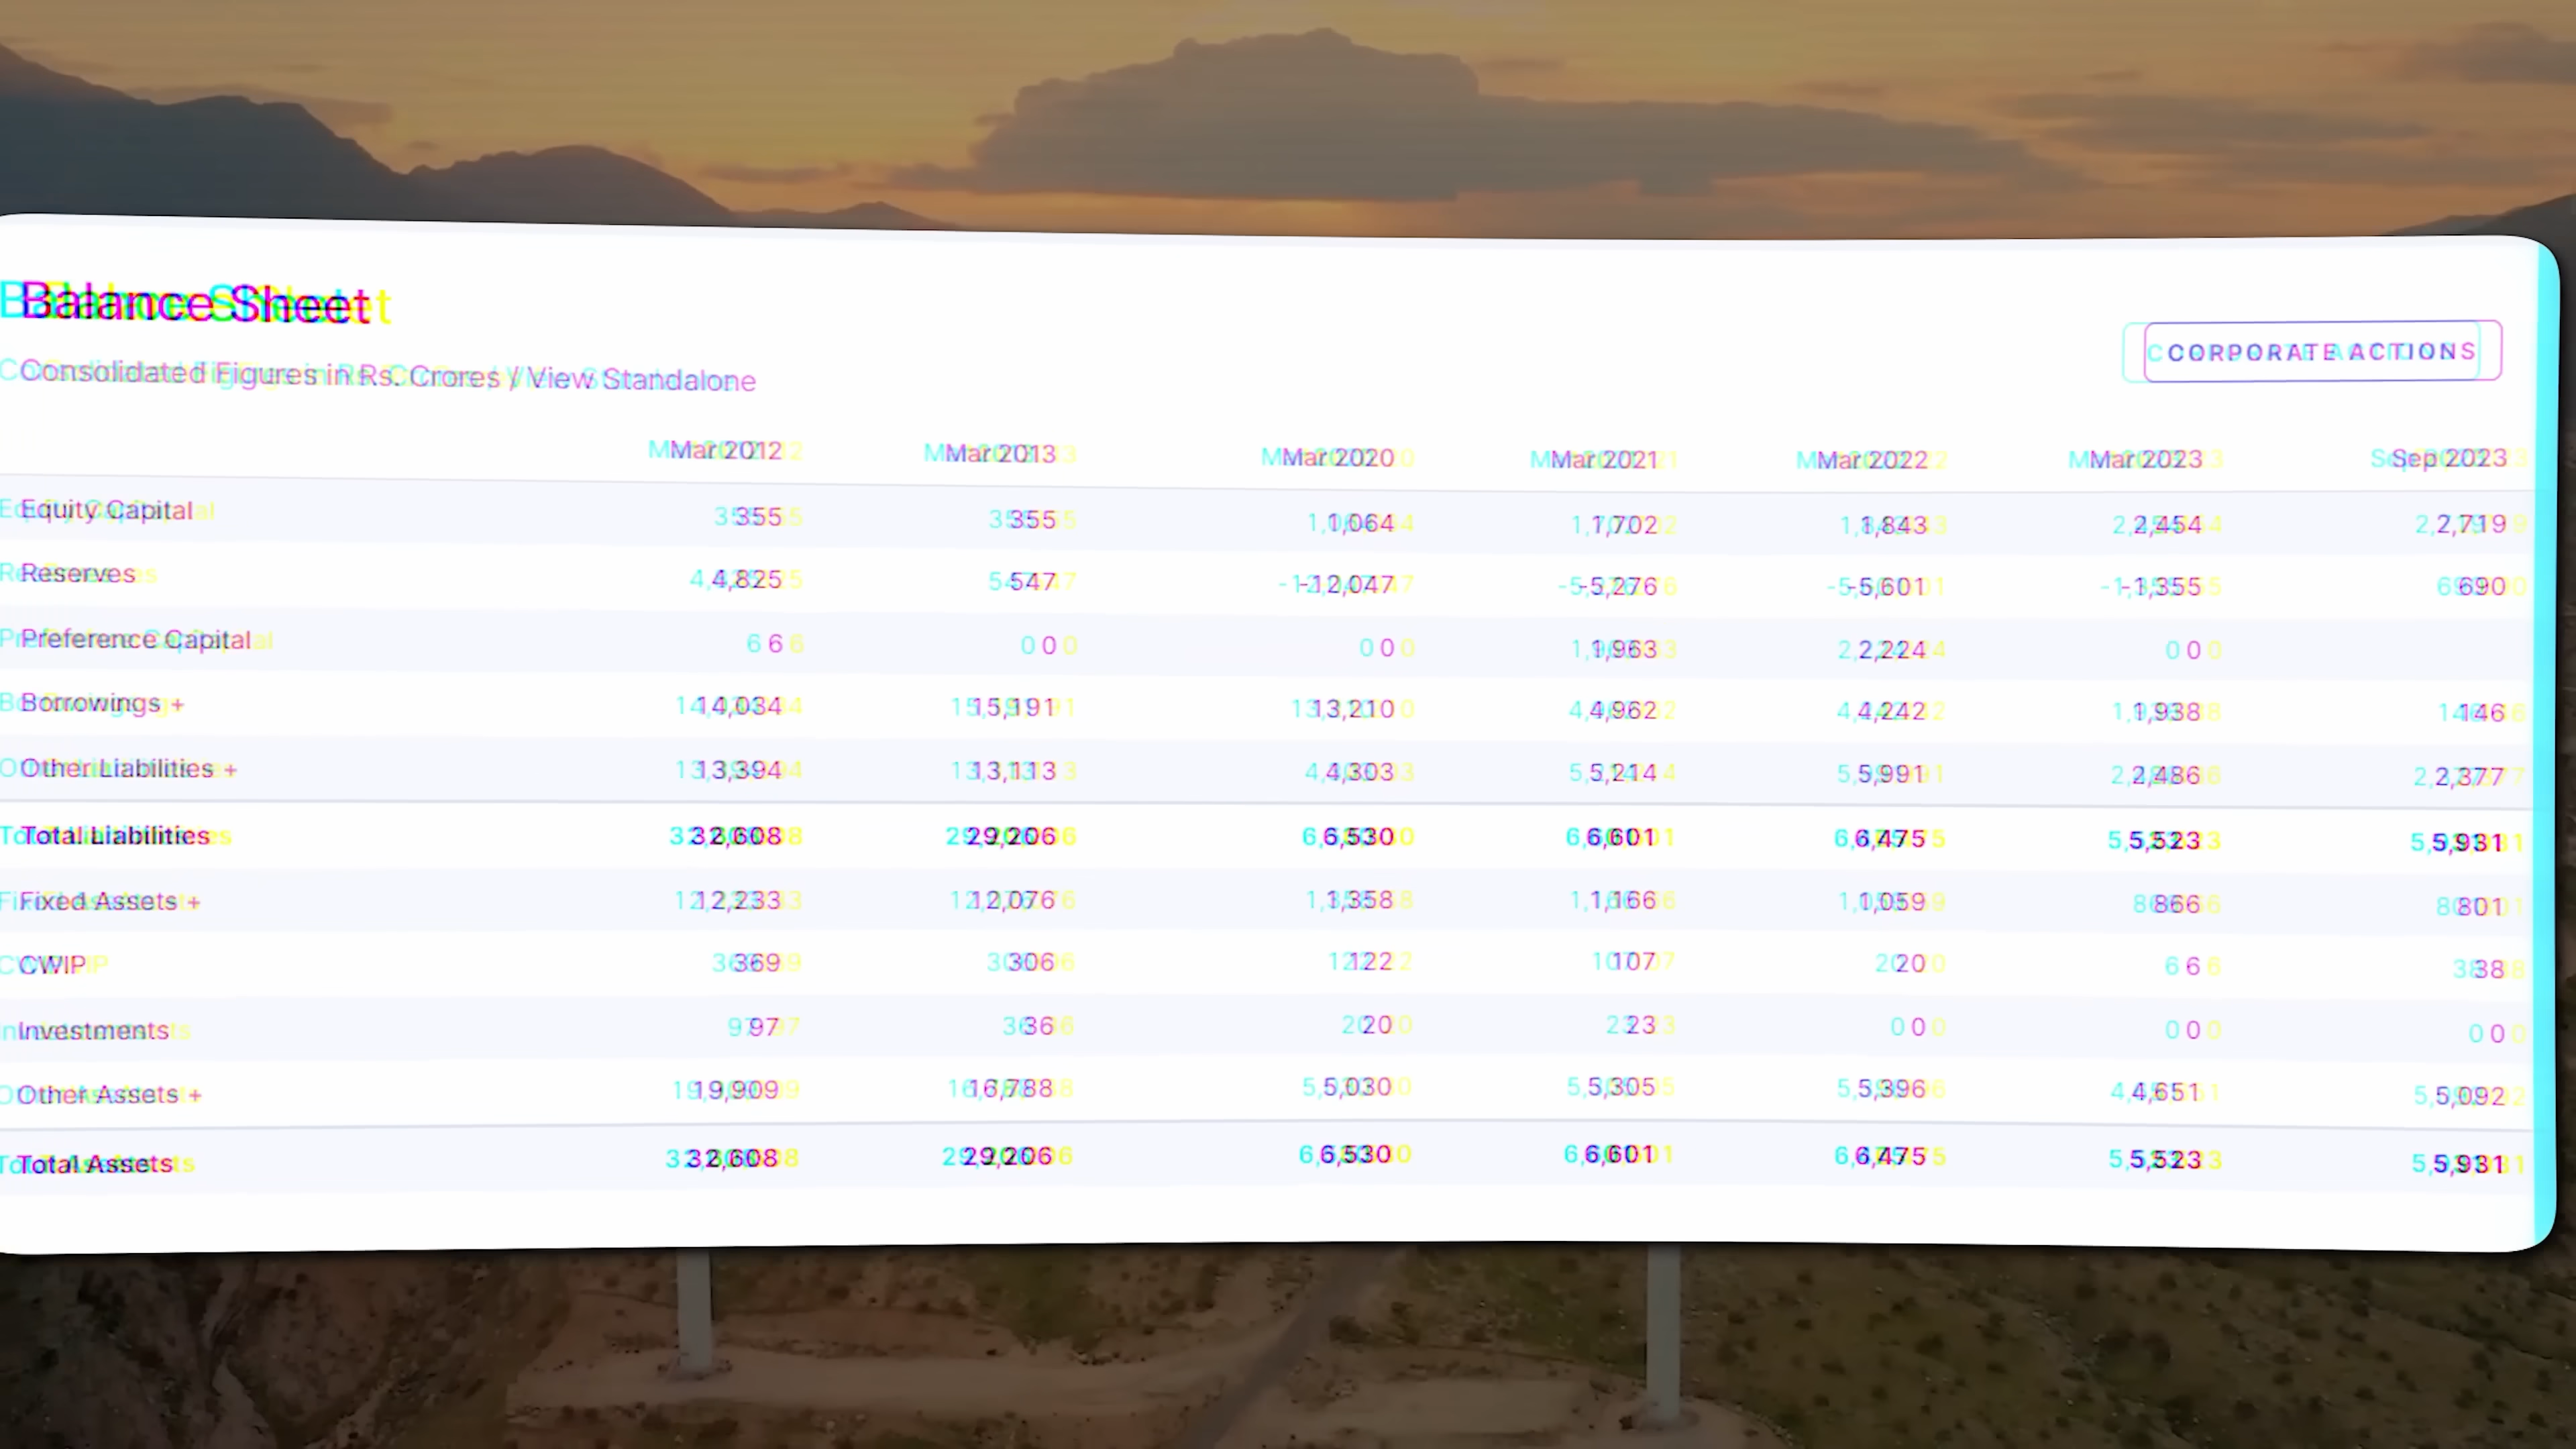 Balance Sheet
Consolidated Figures in Rs. Crores / View Standalone
CORPORATE ACTIONS
Mar 2012 Mar 2013 Mar 2020 Mar 2021 Mar 2022 Mar 2023 Sep 2023
Equity Capital 355 355 1,064 1,702 1,843 2,454 2,719
Reserves 4,825 547 -12,047 -5,276 -5,601 -1,355 690
Preference Capital 6 0 0 1,963 2,224 0
Borrowings + 14,034 15,191 13,210 4,962 4,242 1,938 146
Other Liabilities + 13,394 13,113 4,303 5,214 5,991 2,486 2,377
Total Liabilities 32,608 29,206 6,530 6,601 6,475 5,523 5,931
Fixed Assets + 12,233 12,076 1,358 1,166 1,059 866 801
CWIP 369 306 122 107 20 6 38
Investments 97 36 20 23 0 0 0
Other Assets + 19,909 16,788 5,030 5,305 5,396 4,651 5,092
Total Assets 32,608 29,206 6,530 6,601 6,475 5,523 5,931